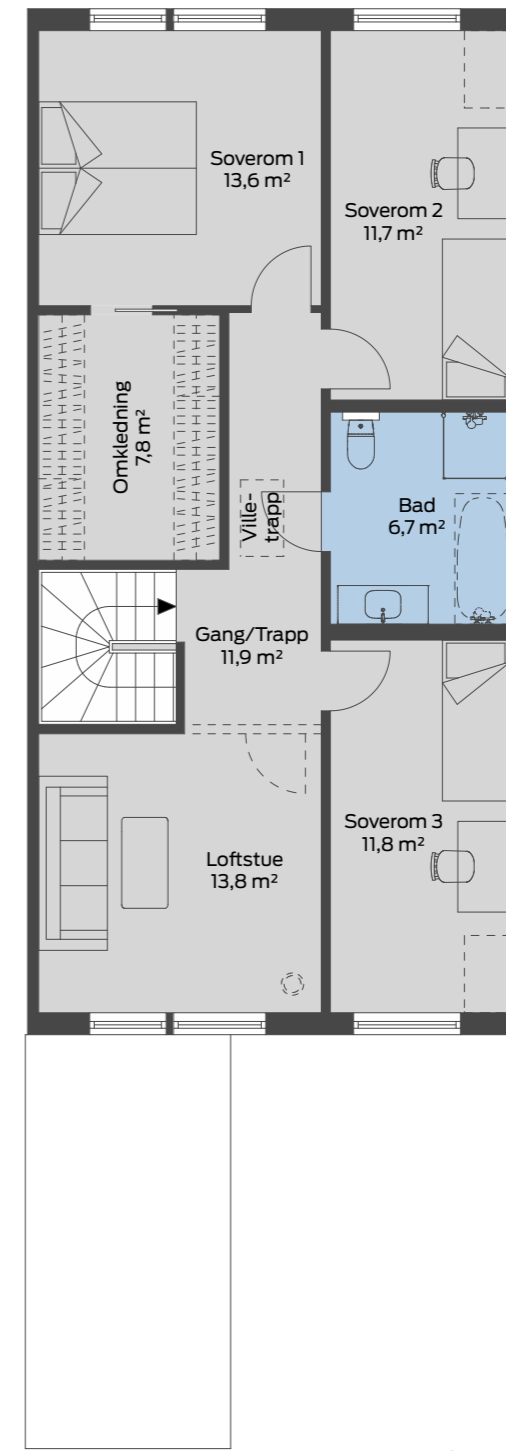 Soverom 1
13,6 m²
Soverom 2
11,7 m²
Omkledning
7,8 m²
Ville-
trapp
Bad
6,7 m²
Gang/Trapp
11,9 m²
Soverom 3
11,8 m²
Loftstue
13,8 m²